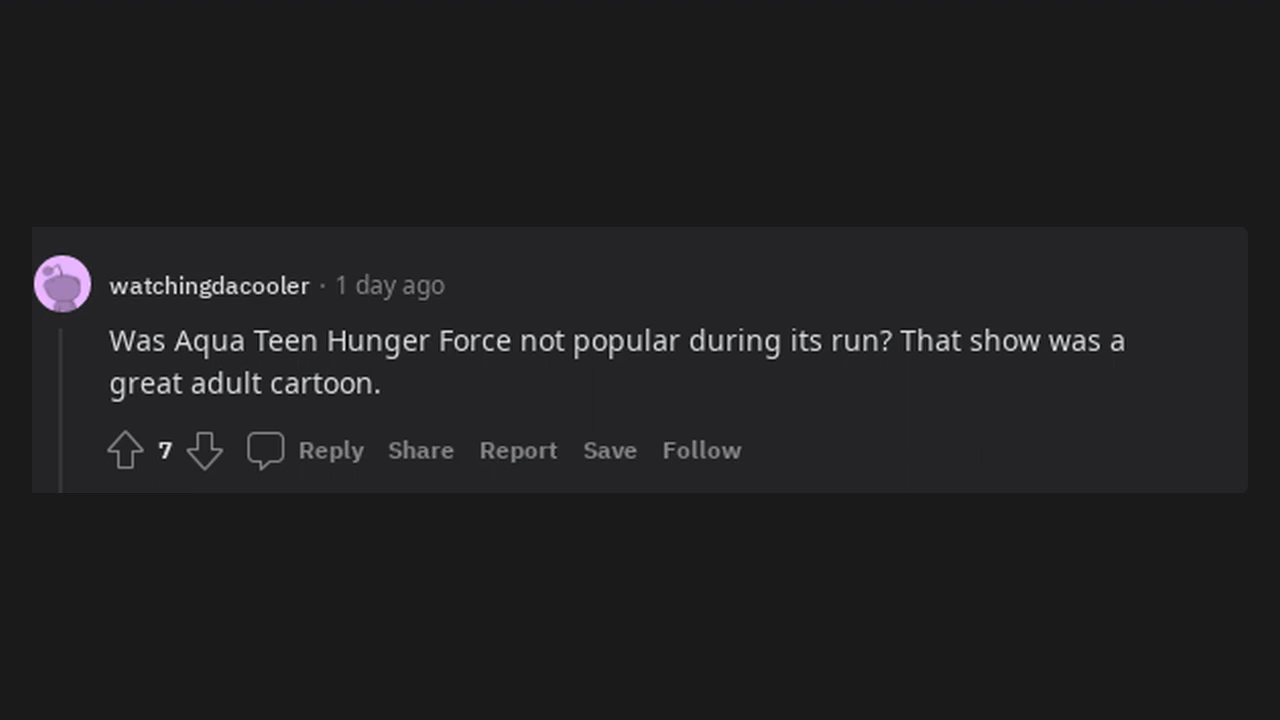 watchingdacooler · 1 day ago
Was Aqua Teen Hunger Force not popular during its run? That show was a
great adult cartoon.
7 Reply Share Report Save Follow